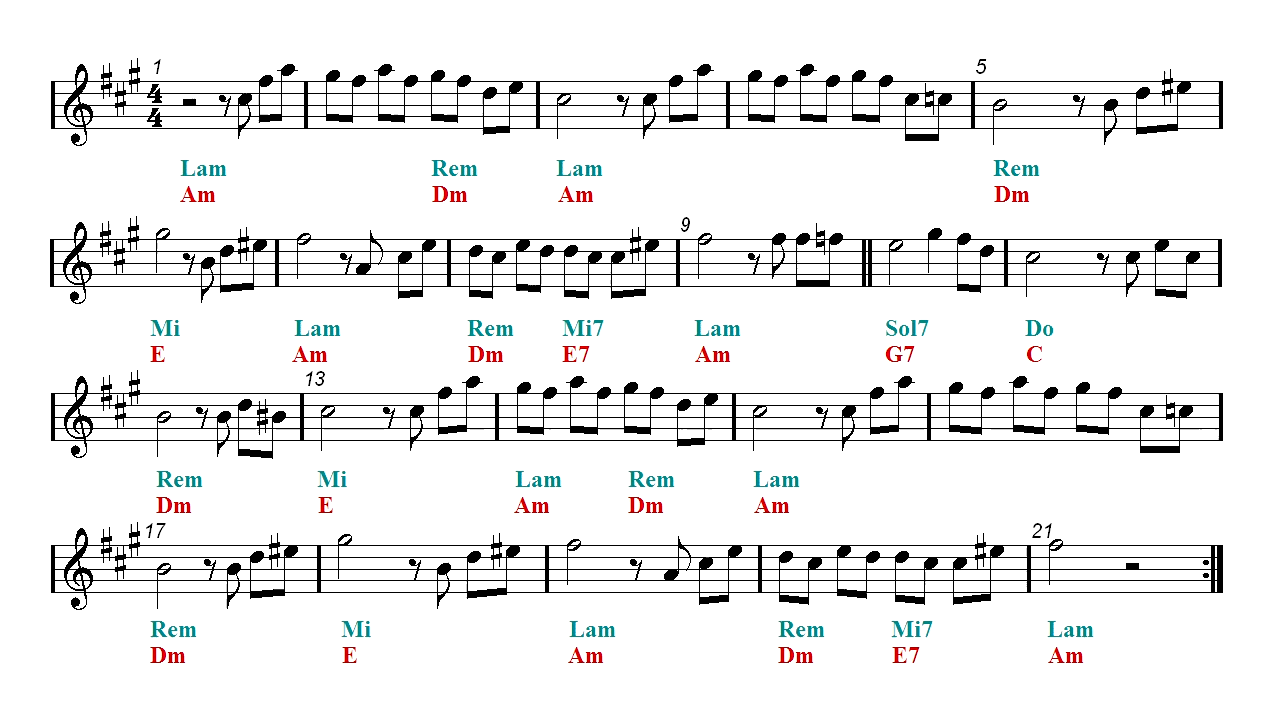 1 5
4
4
Lam Rem Lam Rem
Am Dm Am Dm
9
Mi Lam Rem Mi7 Lam Sol7 Do
E Am Dm E7 Am G7 C
13
Rem Mi Lam Rem Lam
Dm E Am Dm Am
17 21
Rem Mi Lam Rem Mi7 Lam
Dm E Am Dm E7 Am